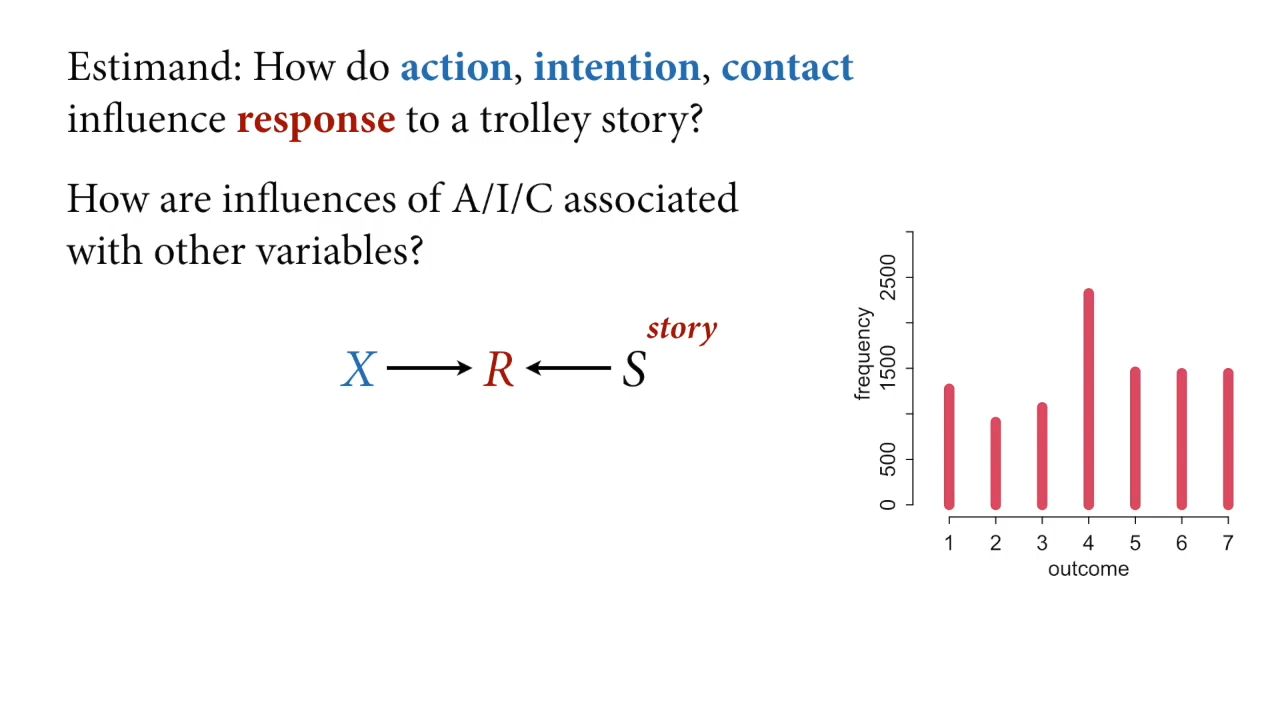 Estimand: How do action, intention, contact
influence response to a trolley story?
How are influences of A/I/C associated
with other variables?
story
X R S
frequency
0 500 1500 2500
1 2 3 4 5 6 7
outcome